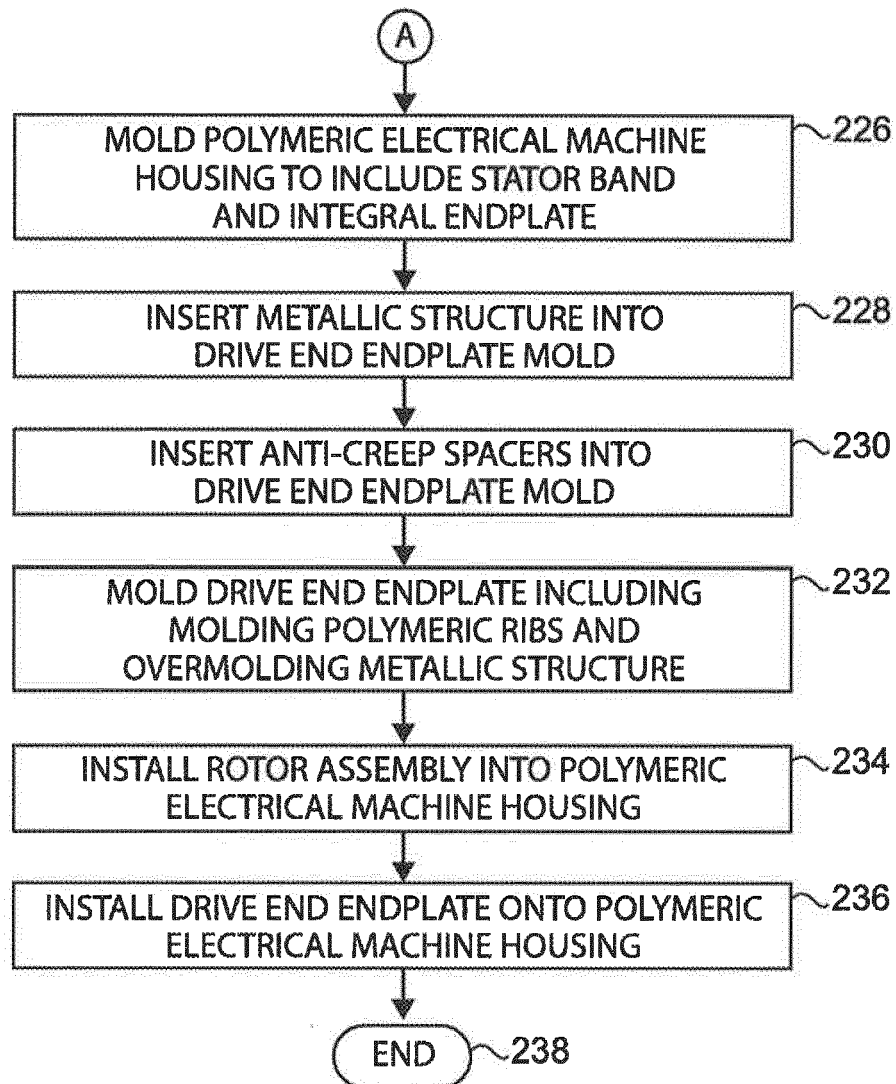 A
MOLD POLYMERIC ELECTRICAL MACHINE
HOUSING TO INCLUDE STATOR BAND
AND INTEGRAL ENDPLATE
226
INSERT METALLIC STRUCTURE INTO
DRIVE END ENDPLATE MOLD
228
INSERT ANTI-CREEP SPACERS INTO
DRIVE END ENDPLATE MOLD
230
MOLD DRIVE END ENDPLATE INCLUDING
MOLDING POLYMERIC RIBS AND
OVERMOLDING METALLIC STRUCTURE
232
INSTALL ROTOR ASSEMBLY INTO POLYMERIC
ELECTRICAL MACHINE HOUSING
234
INSTALL DRIVE END ENDPLATE ONTO POLYMERIC
ELECTRICAL MACHINE HOUSING
236
END
238